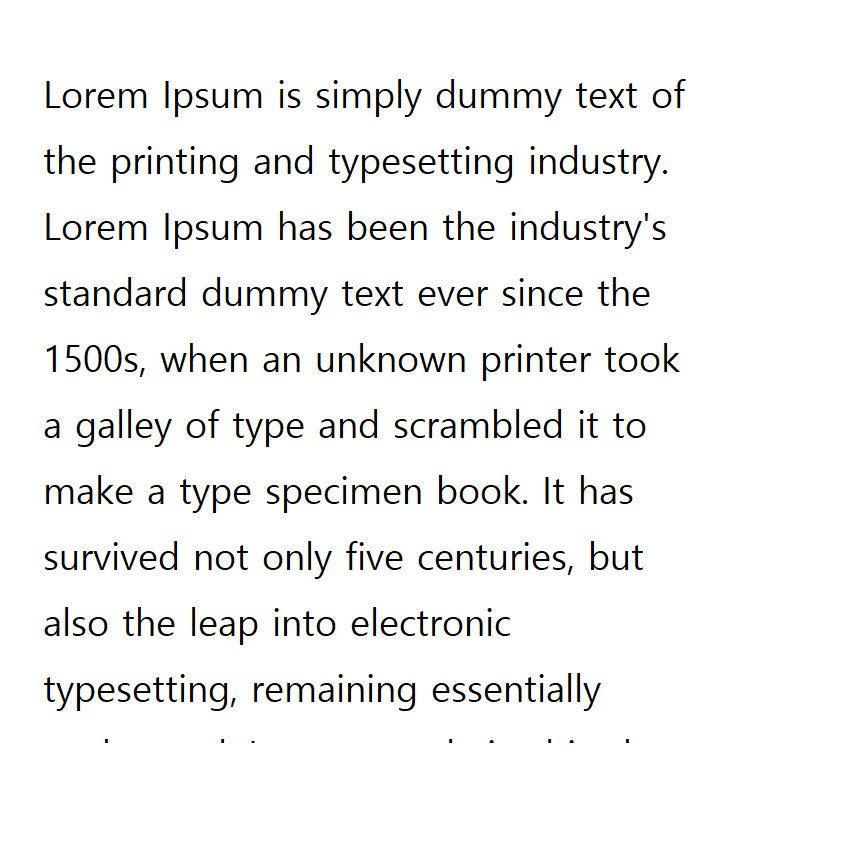 Lorem Ipsum is simply dummy text of
the printing and typesetting industry.
Lorem Ipsum has been the industry's
standard dummy text ever since the
1500s, when an unknown printer took
a galley of type and scrambled it to
make a type specimen book. It has
survived not only five centuries, but
also the leap into electronic
typesetting, remaining essentially